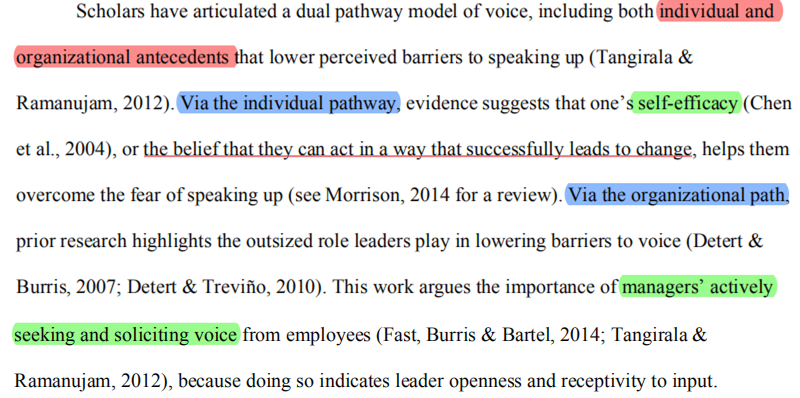 Scholars have articulated a dual pathway model of voice, including both individual and
organizational antecedents that lower perceived barriers to speaking up (Tangirala &
Ramanujam, 2012). Via the individual pathway, evidence suggests that one’s self-efficacy (Chen
et al., 2004), or the belief that they can act in a way that successfully leads to change, helps them
overcome the fear of speaking up (see Morrison, 2014 for a review). Via the organizational path,
prior research highlights the outsized role leaders play in lowering barriers to voice (Detert &
Burris, 2007; Detert & Treviño, 2010). This work argues the importance of managers’ actively
seeking and soliciting voice from employees (Fast, Burris & Bartel, 2014; Tangirala &
Ramanujam, 2012), because doing so indicates leader openness and receptivity to input.